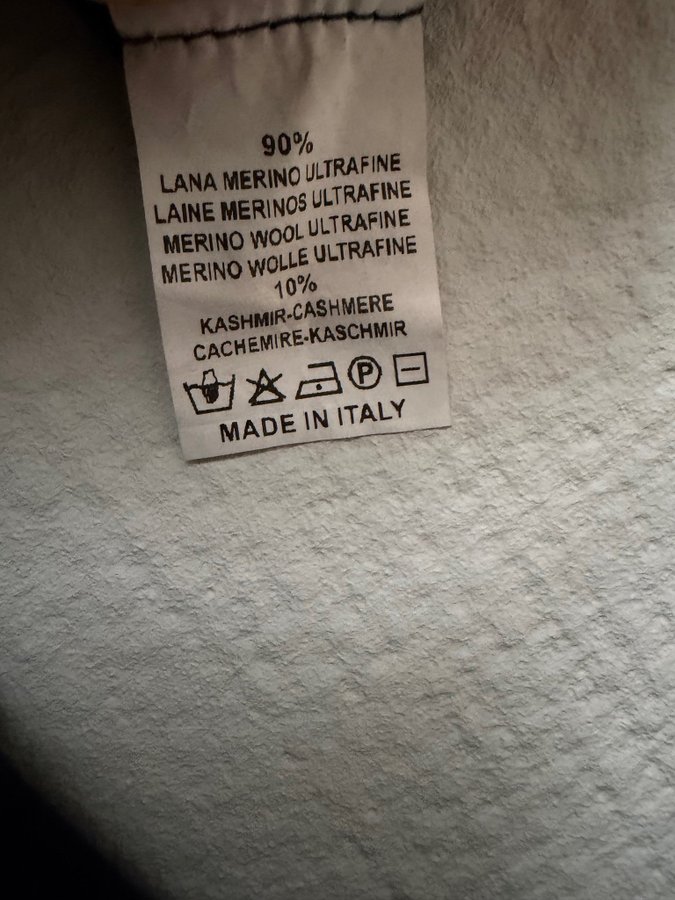 90%
LANA MERINO ULTRAFINE
LAINE MERINOS ULTRAFINE
MERINO WOOL ULTRAFINE
MERINO WOLLE ULTRAFINE
10%
KASHMIR-CASHMERE
CACHEMIRE-KASCHMIR
P
MADE IN ITALY